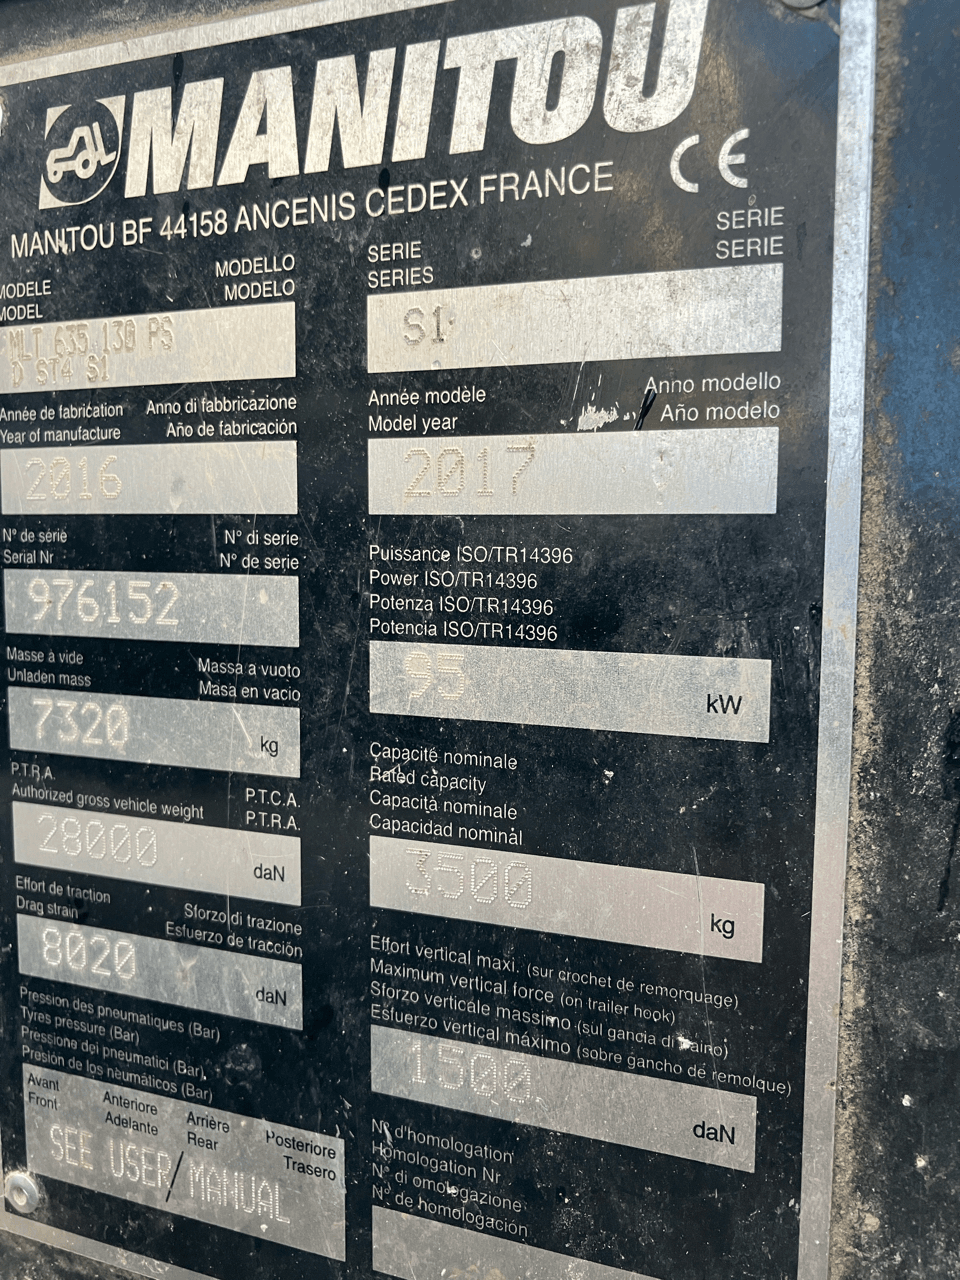 MANITOU
MANITOU BF 44158 ANCENIS CEDEX FRANCE CE
MODELE MODELLO
MODEL MODELO
MLT 635 130 PS
D ST4 S1
Année de fabrication Anno di fabbricazione
Year of manufacture Año de fabricación
2016
N° de série N° di serie
Serial Nr N° de serie
976152
Masse à vide Massa a vuoto
Unladen mass Masa en vacio
7320 kg
P.T.R.A. P.T.C.A.
Authorized gross vehicle weight P.T.R.A.
28000 daN
Effort de traction Sforzo di trazione
Drag strain Esfuerzo de tracción
8020 daN
Pression des pneumatiques (Bar)
Tyres pressure (Bar)
Pressione dei pneumatici (Bar)
Presión de los neumáticos (Bar)
Avant Anteriore Arrière Posteriore
Front Adelante Rear Trasero
SEE USER/MANUAL
SERIE SERIE
SERIES SERIE
S1
Année modèle Anno modello
Model year Año modelo
2017
Puissance ISO/TR14396
Power ISO/TR14396
Potenza ISO/TR14396
Potencia ISO/TR14396
95 kW
Capacité nominale
Rated capacity
Capacità nominale
Capacidad nominal
3500 kg
Effort vertical maxi. (sur crochet de remorquage)
Maximum vertical force (on trailer hook)
Sforzo verticale massimo (sul gancia di traino)
Esfuerzo vertical máximo (sobre gancho de remolque)
1500 daN
N° d'homologation
Homologation Nr
N° di omologazione
N° de homologación